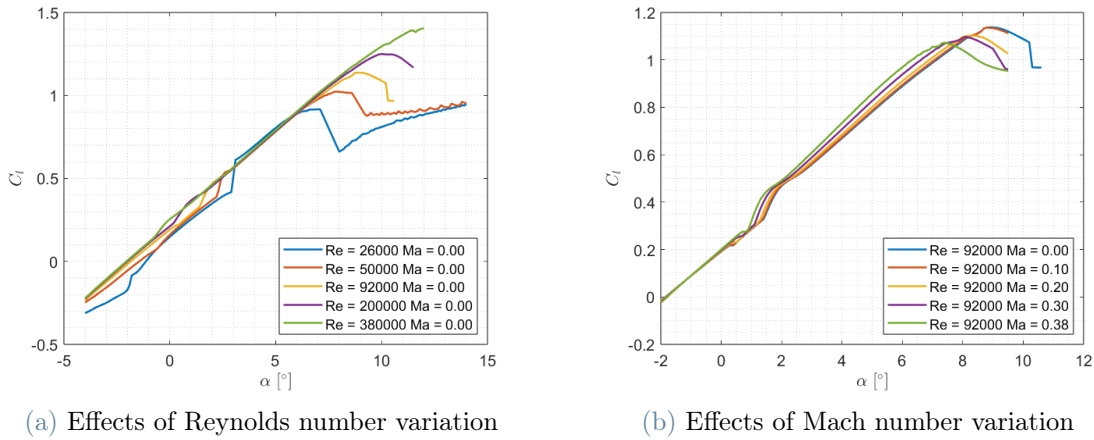 1.5
1
0.5
0
-0.5
-5
0
5
10
15
C_l
α [°]
Re = 26000 Ma = 0.00
Re = 50000 Ma = 0.00
Re = 92000 Ma = 0.00
Re = 200000 Ma = 0.00
Re = 380000 Ma = 0.00
(a) Effects of Reynolds number variation
1.2
1
0.8
0.6
0.4
0.2
0
-0.2
-2
0
2
4
6
8
10
12
C_l
α [°]
Re = 92000 Ma = 0.00
Re = 92000 Ma = 0.10
Re = 92000 Ma = 0.20
Re = 92000 Ma = 0.30
Re = 92000 Ma = 0.38
(b) Effects of Mach number variation